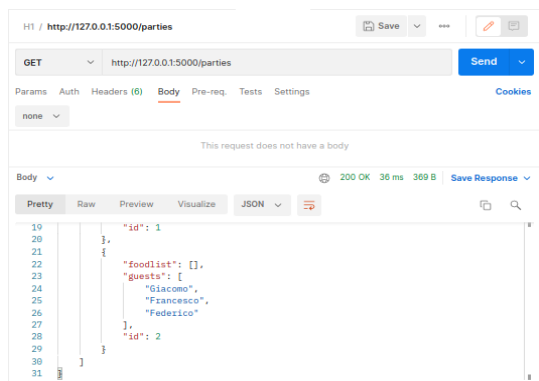 H1 / http://127.0.0.1:5000/parties Save
GET http://127.0.0.1:5000/parties Send
Params Auth Headers (6) Body Pre-req. Tests Settings Cookies
none
This request does not have a body
Body 200 OK 36 ms 369 B Save Response
Pretty Raw Preview Visualize JSON
19 "id": 1
20 },
21 {
22 "foodlist": [],
23 "guests": [
24 "Giacomo",
25 "Francesco",
26 "Federico"
27 ],
28 "id": 2
29 }
30 ]
31 }